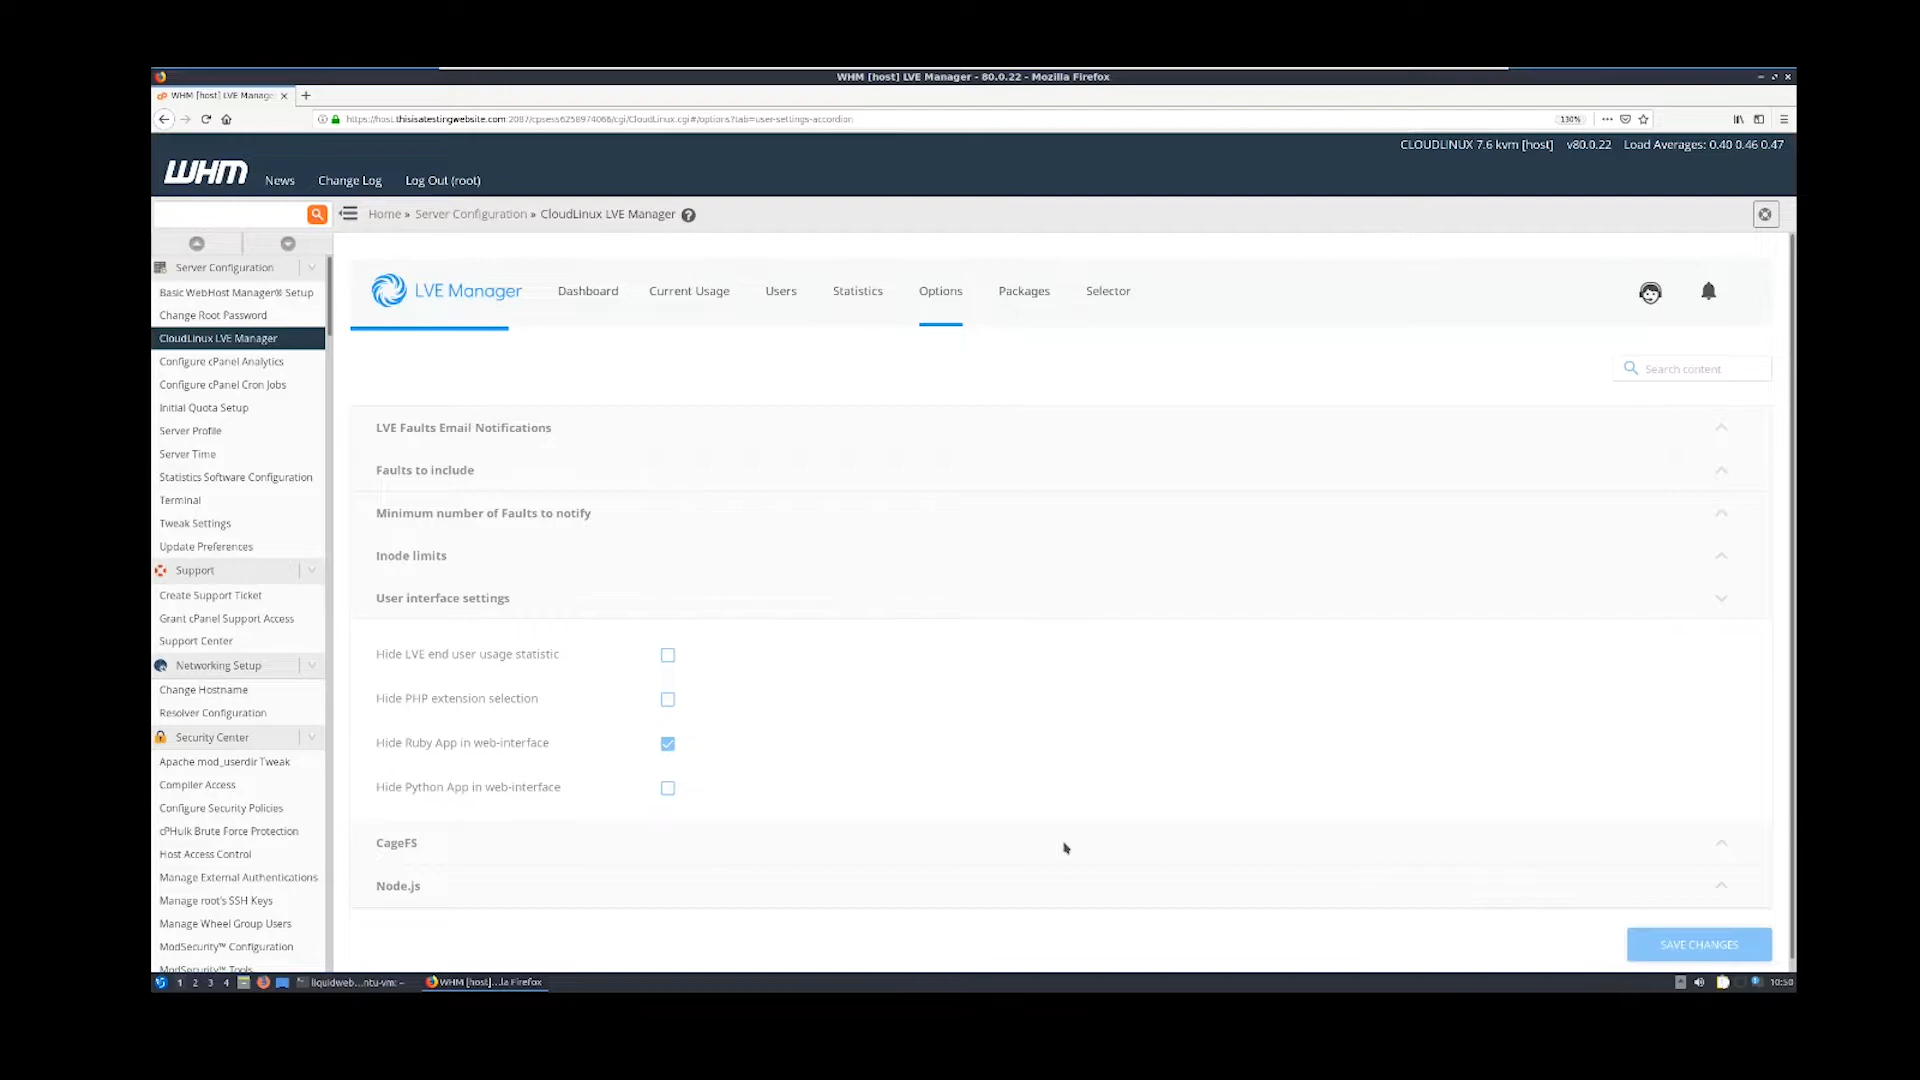 WHM [host] LVE Manager - 80.0.22 - Mozilla Firefox
WHM [host] LVE Manage
https://host.thisisatestingwebsite.com:2087/cpsess6258974066/cgi/CloudLinux.cgi#/options?tab=user-settings-accordion
130%
CLOUDLINUX 7.6 kvm [host] v80.0.22 Load Averages: 0.40 0.46 0.47
WHM
News
Change Log
Log Out (root)
Home » Server Configuration » CloudLinux LVE Manager
Server Configuration
Basic WebHost Manager® Setup
Change Root Password
CloudLinux LVE Manager
Configure cPanel Analytics
Configure cPanel Cron Jobs
Initial Quota Setup
Server Profile
Server Time
Statistics Software Configuration
Terminal
Tweak Settings
Update Preferences
Support
Create Support Ticket
Grant cPanel Support Access
Support Center
Networking Setup
Change Hostname
Resolver Configuration
Security Center
Apache mod_userdir Tweak
Compiler Access
Configure Security Policies
cPHulk Brute Force Protection
Host Access Control
Manage External Authentications
Manage root's SSH Keys
Manage Wheel Group Users
ModSecurity™ Configuration
ModSecurity™ Tools
LVE Manager
Dashboard
Current Usage
Users
Statistics
Options
Packages
Selector
Search content
LVE Faults Email Notifications
Faults to include
Minimum number of Faults to notify
Inode limits
User interface settings
Hide LVE end user usage statistic
Hide PHP extension selection
Hide Ruby App in web-interface
Hide Python App in web-interface
CageFS
Node.js
SAVE CHANGES
1 2 3 4
liquidweb...ntu-vm: ~
WHM [host]...la Firefox
10:50